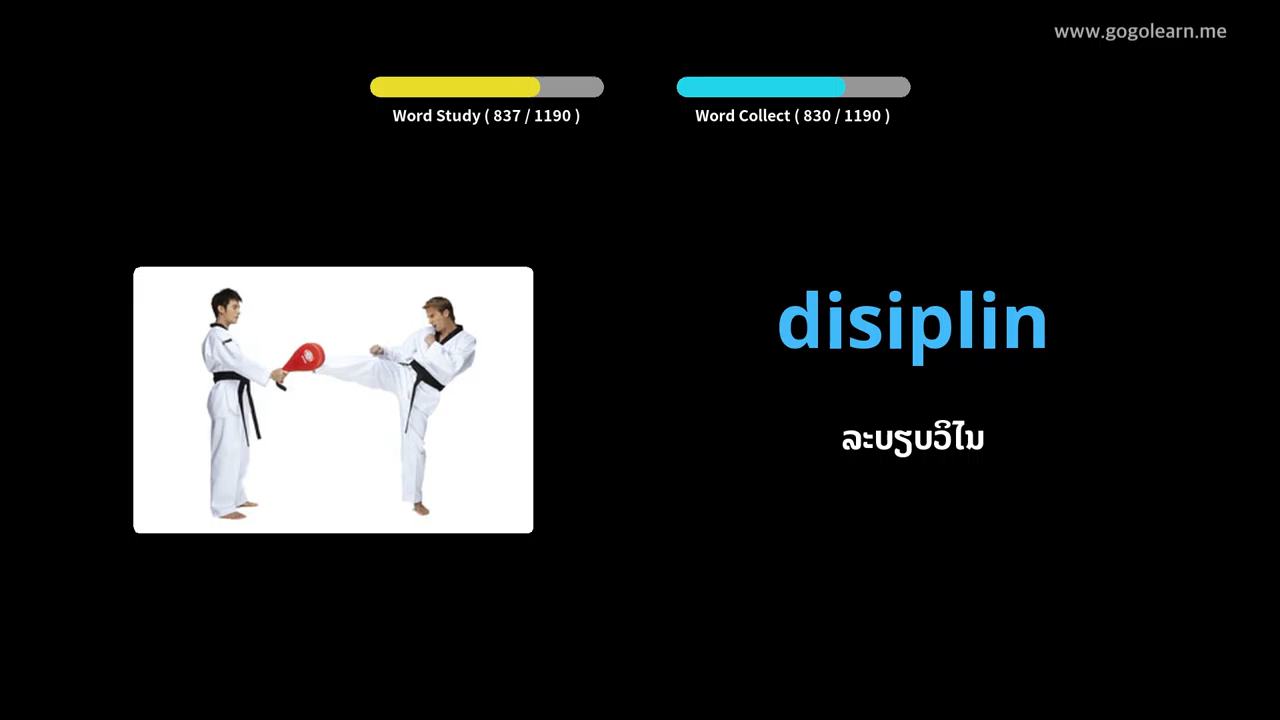 www.gogolearn.me
Word Study ( 837 / 1190 )
Word Collect ( 830 / 1190 )
disiplin
ລະບຽບວິໄນ